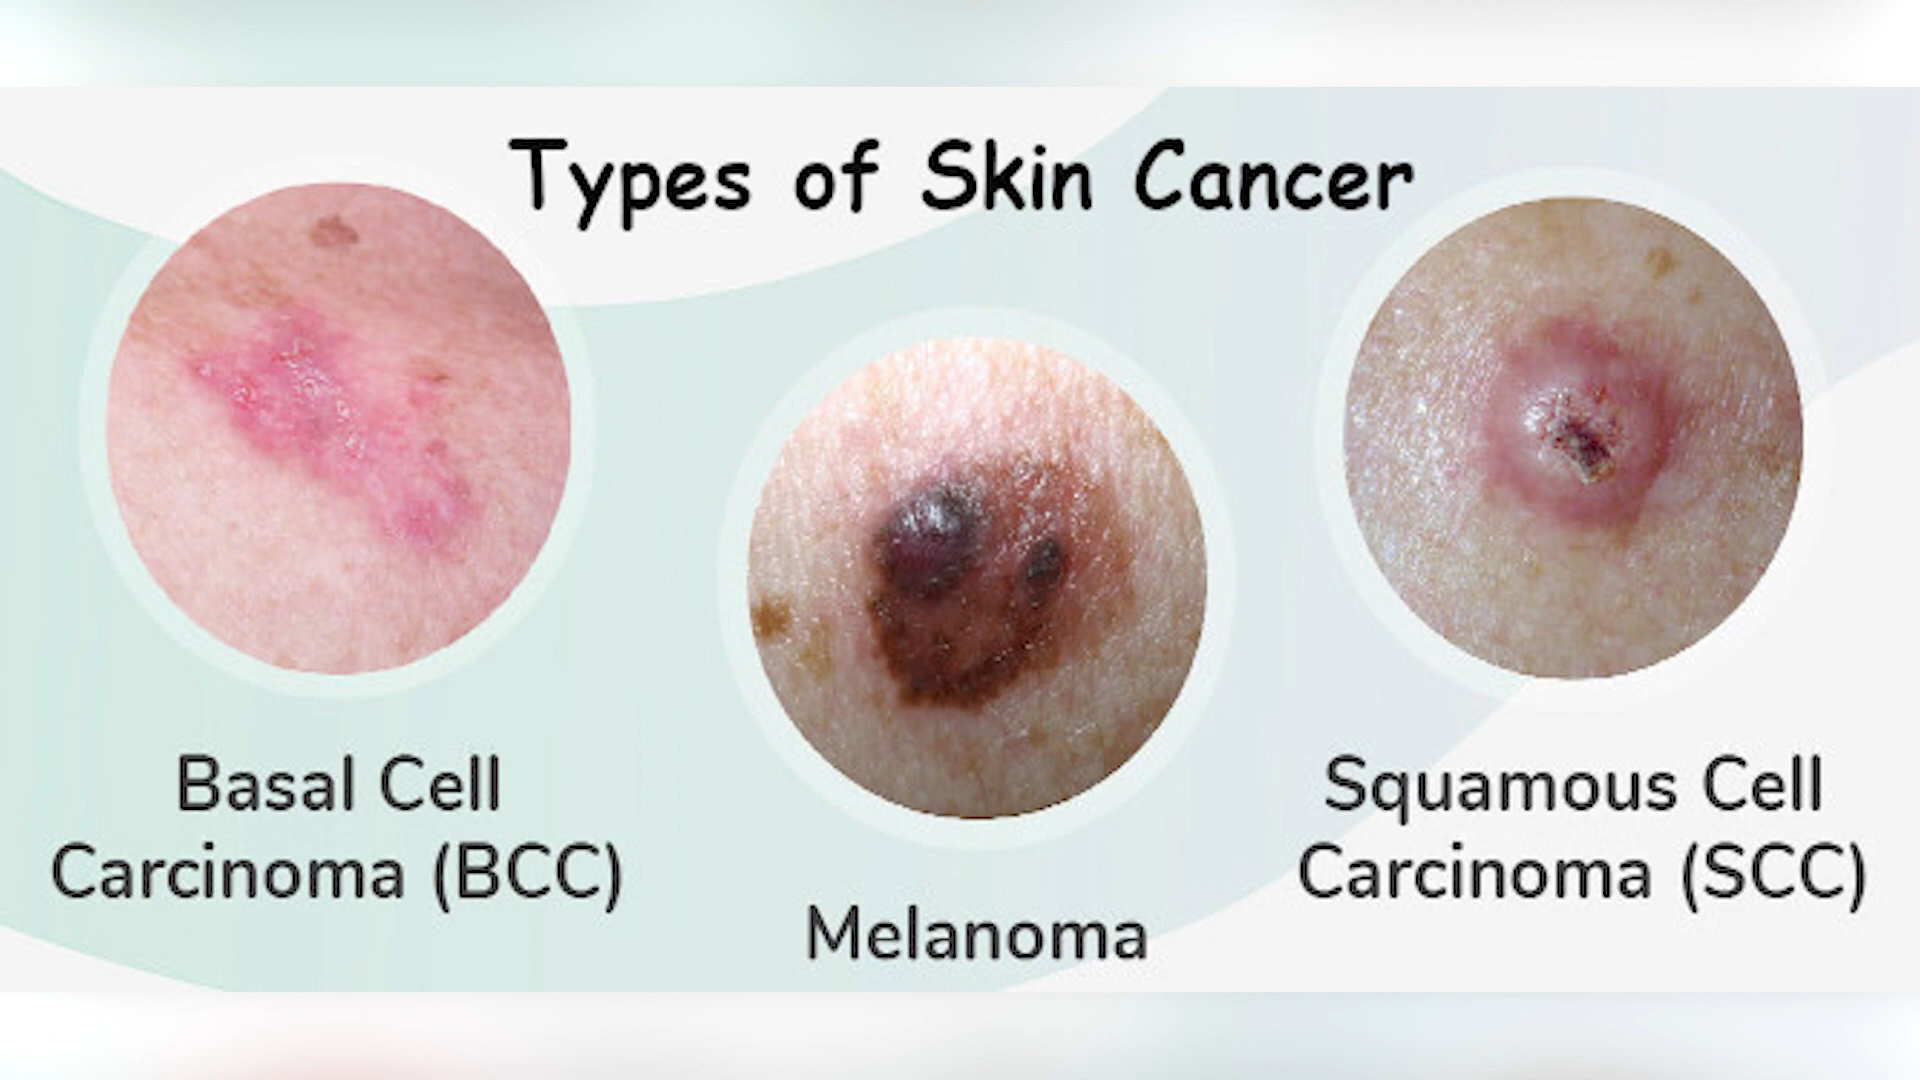 Types of Skin Cancer
Basal Cell
Carcinoma (BCC)
Melanoma
Squamous Cell
Carcinoma (SCC)